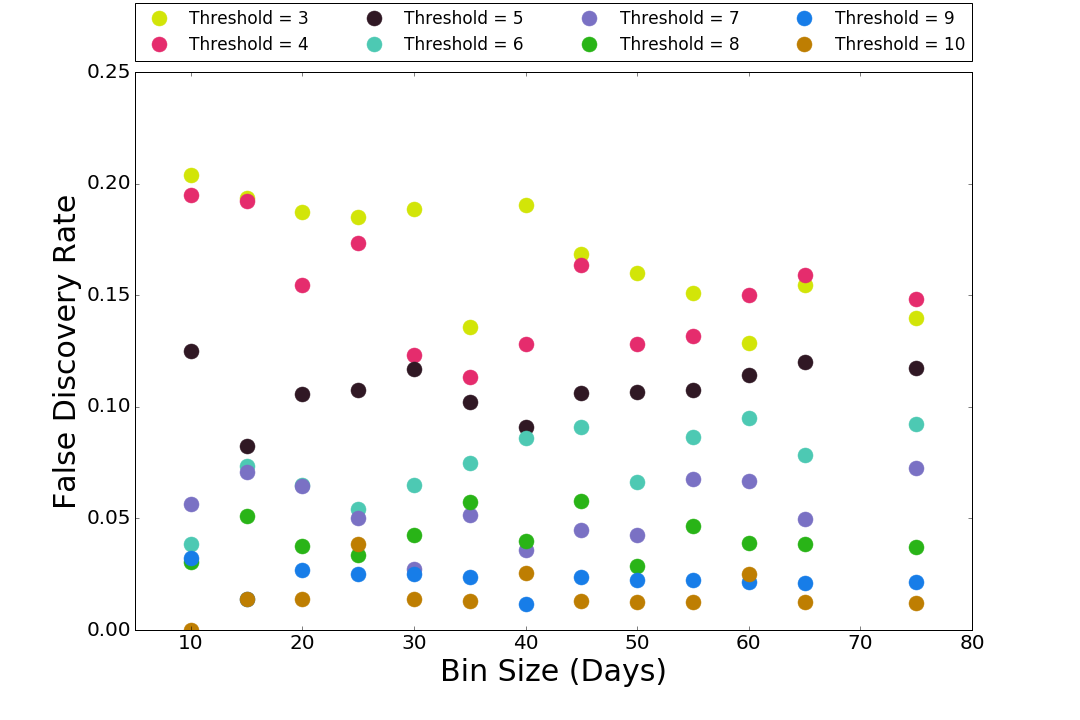 Threshold = 3 Threshold = 5 Threshold = 7 Threshold = 9
Threshold = 4 Threshold = 6 Threshold = 8 Threshold = 10
0.25
0.20
0.15
0.10
0.05
0.00
False Discovery Rate
10 20 30 40 50 60 70 80
Bin Size (Days)